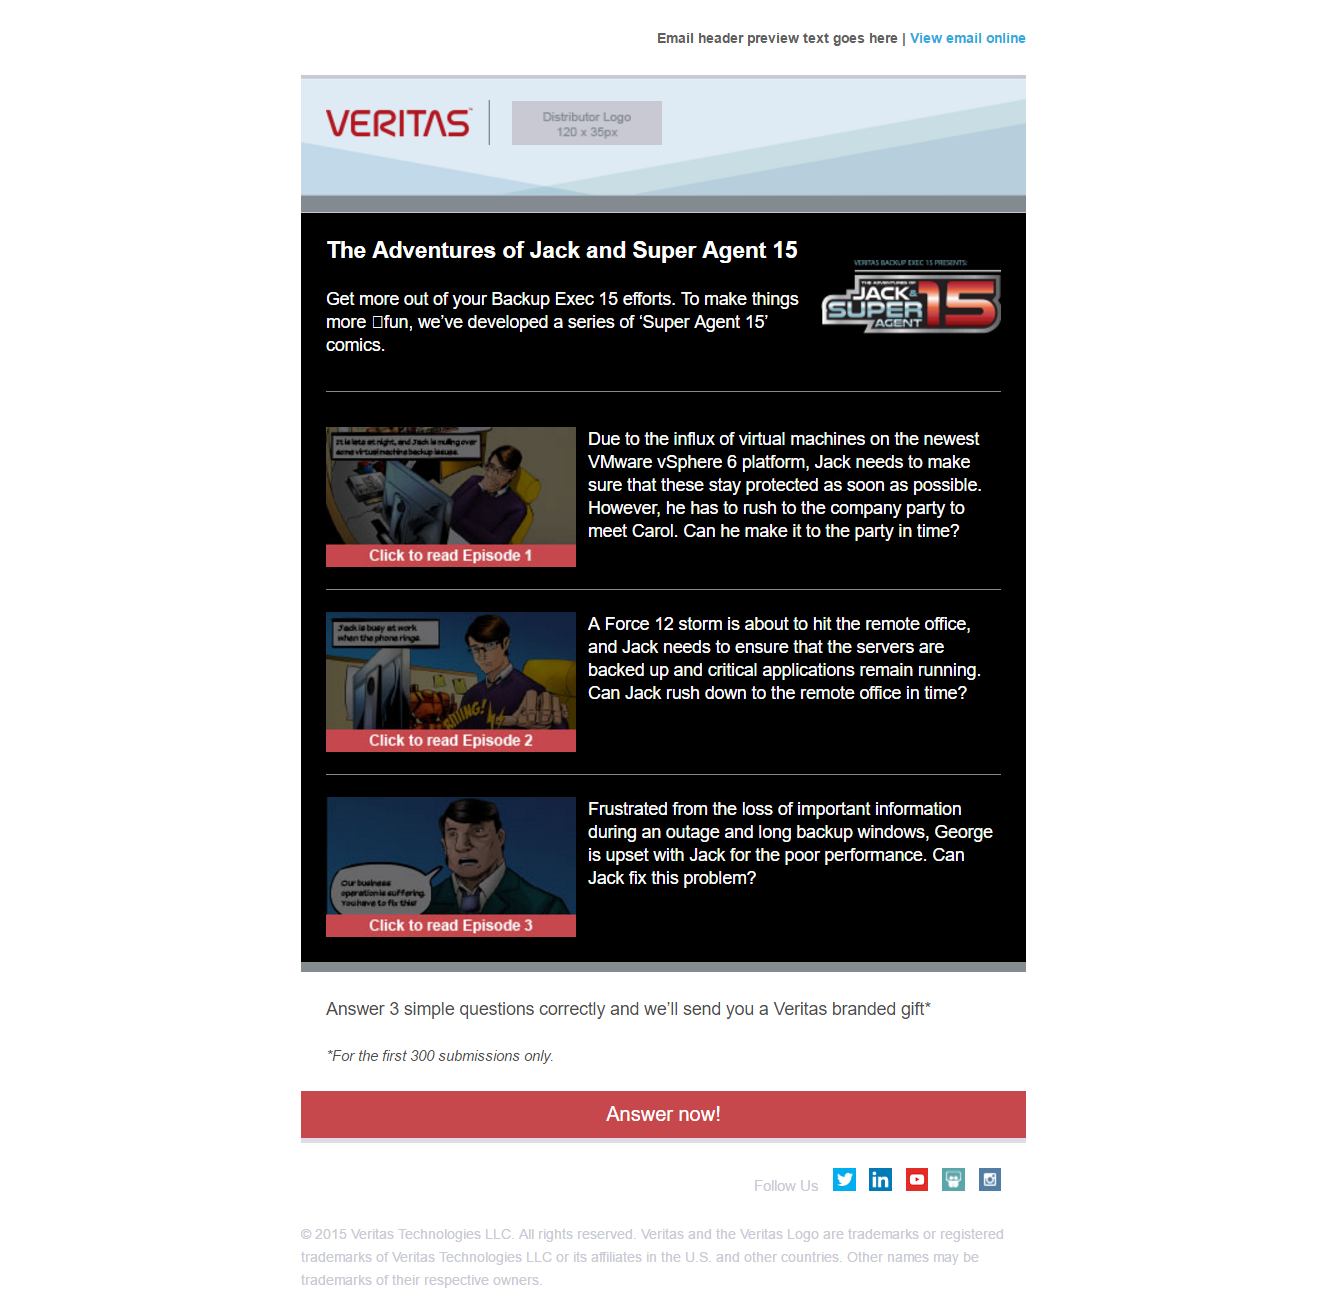 Email header preview text goes here | View email online
VERITAS™
Distributor Logo
120 x 35px
The Adventures of Jack and Super Agent 15
VERITAS BACKUP EXEC 15 PRESENTS:
THE ADVENTURES OF
JACK &
SUPER
AGENT
15
Get more out of your Backup Exec 15 efforts. To make things
more □fun, we’ve developed a series of ‘Super Agent 15’
comics.
It is late at night, and Jack is mulling over
some virtual machine backup issues.
Click to read Episode 1
Due to the influx of virtual machines on the newest
VMware vSphere 6 platform, Jack needs to make
sure that these stay protected as soon as possible.
However, he has to rush to the company party to
meet Carol. Can he make it to the party in time?
Jack is busy at work
when the phone rings.
RIIING!
Click to read Episode 2
A Force 12 storm is about to hit the remote office,
and Jack needs to ensure that the servers are
backed up and critical applications remain running.
Can Jack rush down to the remote office in time?
Our business
operation is suffering.
You have to fix this!
Click to read Episode 3
Frustrated from the loss of important information
during an outage and long backup windows, George
is upset with Jack for the poor performance. Can
Jack fix this problem?
Answer 3 simple questions correctly and we’ll send you a Veritas branded gift*
*For the first 300 submissions only.
Answer now!
Follow Us
in
© 2015 Veritas Technologies LLC. All rights reserved. Veritas and the Veritas Logo are trademarks or registered
trademarks of Veritas Technologies LLC or its affiliates in the U.S. and other countries. Other names may be
trademarks of their respective owners.